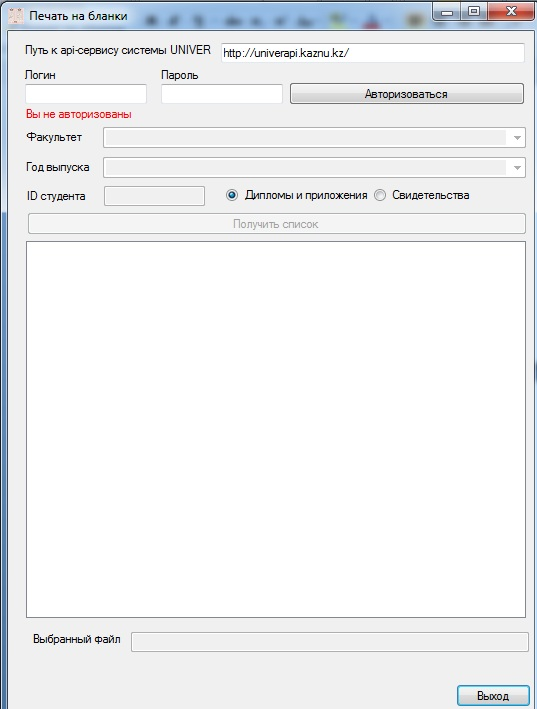 Печать на бланки
Путь к api-сервису системы UNIVER http://univerapi.kaznu.kz/
Логин Пароль
Авторизоваться
Вы не авторизованы
Факультет
Год выпуска
ID студента Дипломы и приложения Свидетельства
Получить список
Выбранный файл
Выход